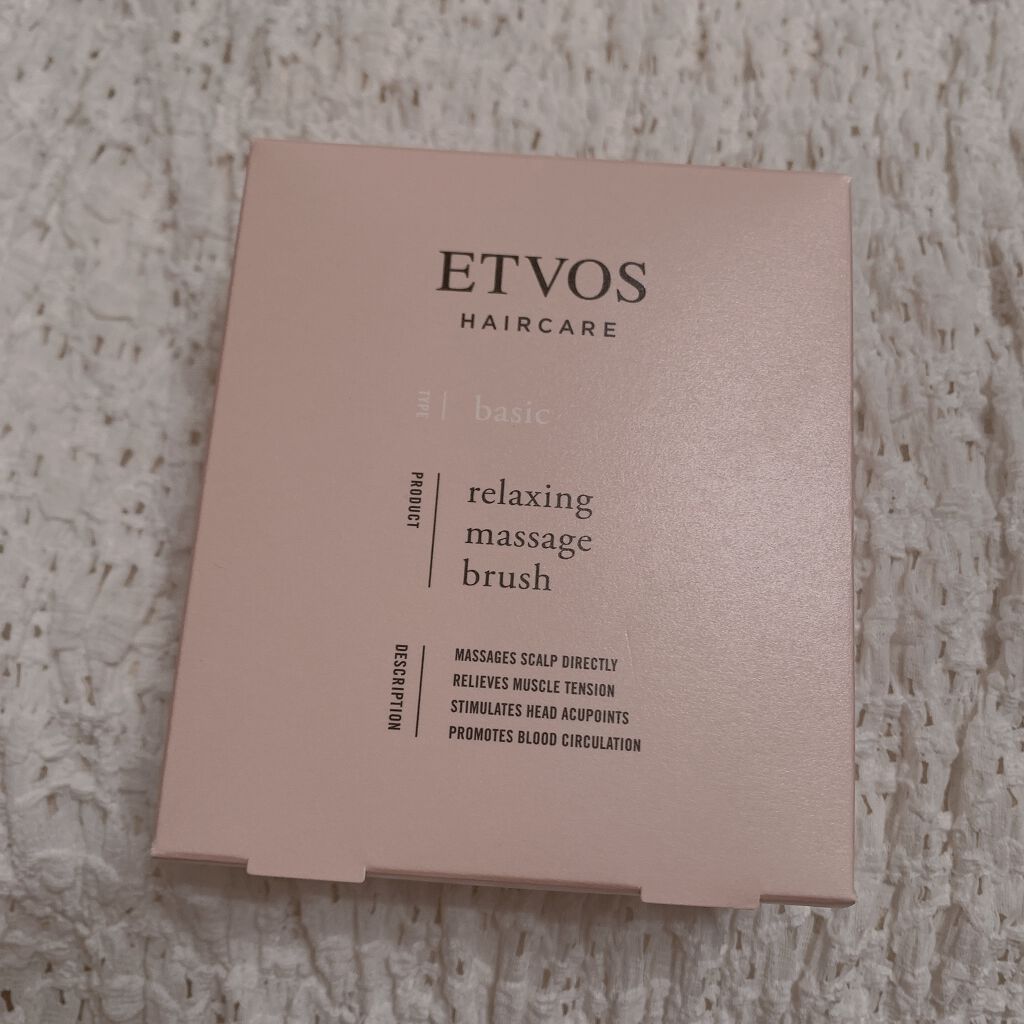 ETVOS
HAIRCARE
TYPE
basic
PRODUCT
relaxing
massage
brush
DESCRIPTION
MASSAGES SCALP DIRECTLY
RELIEVES MUSCLE TENSION
STIMULATES HEAD ACUPOINTS
PROMOTES BLOOD CIRCULATION